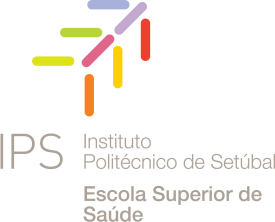 IPS
Instituto
Politécnico de Setúbal
Escola Superior de
Saúde